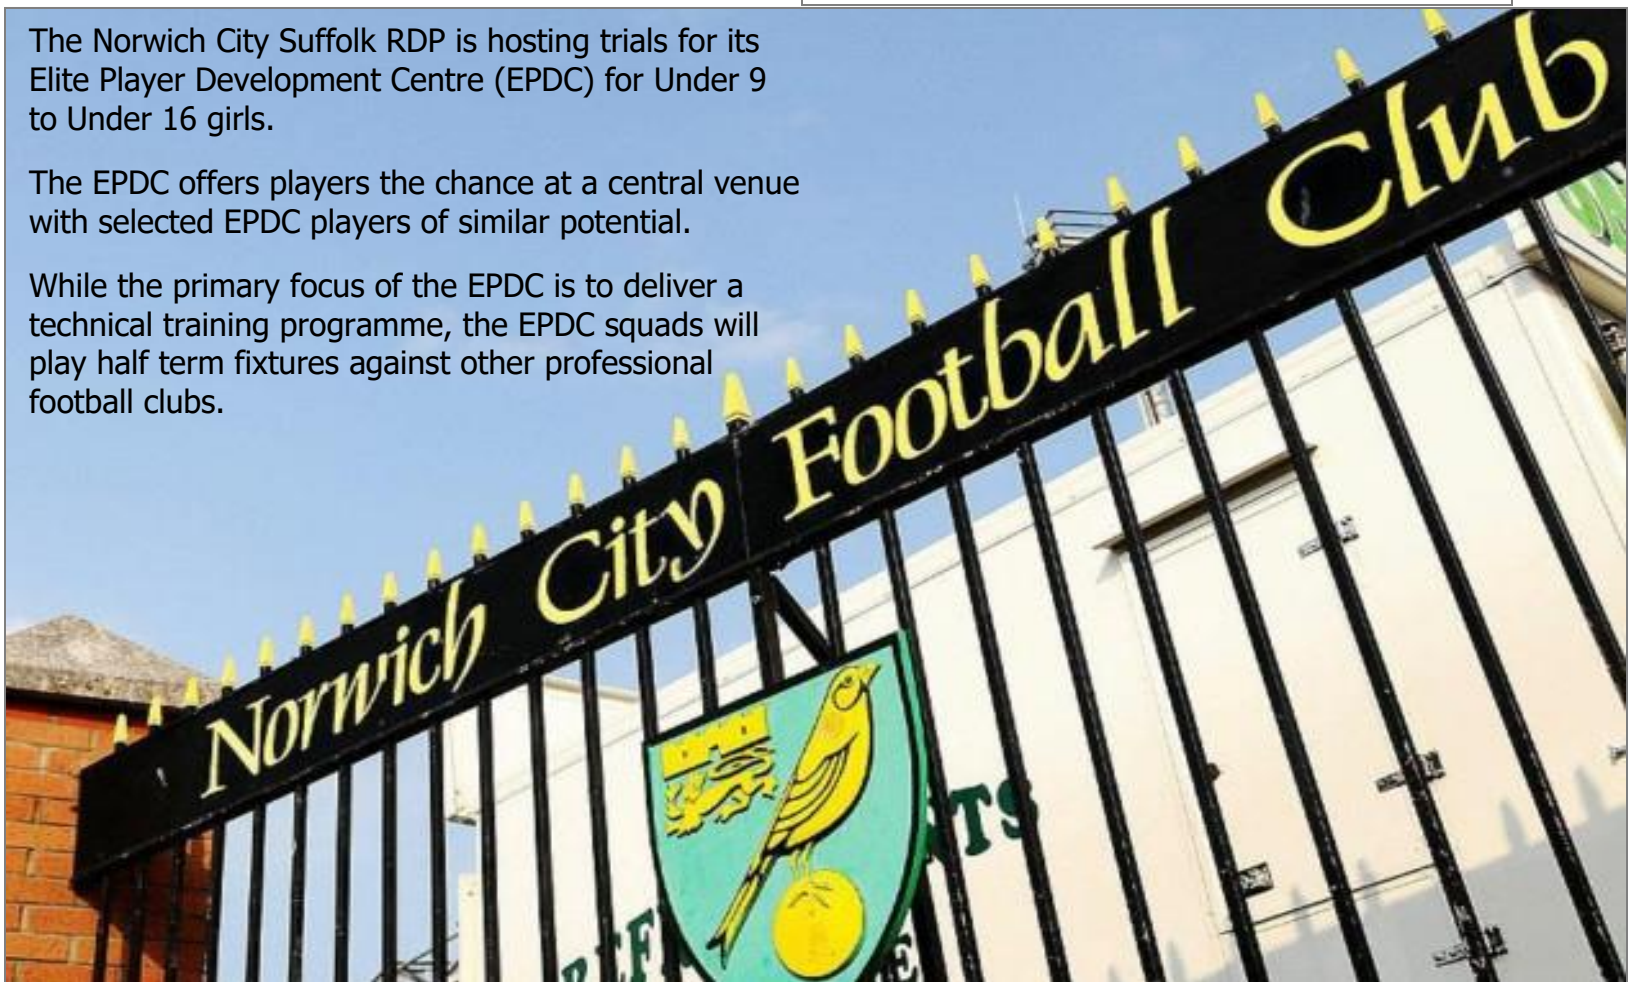 The Norwich City Suffolk RDP is hosting trials for its
Elite Player Development Centre (EPDC) for Under 9
to Under 16 girls.
The EPDC offers players the chance at a central venue
with selected EPDC players of similar potential.
While the primary focus of the EPDC is to deliver a
technical training programme, the EPDC squads will
play half term fixtures against other professional
football clubs.
Norwich City Football Club